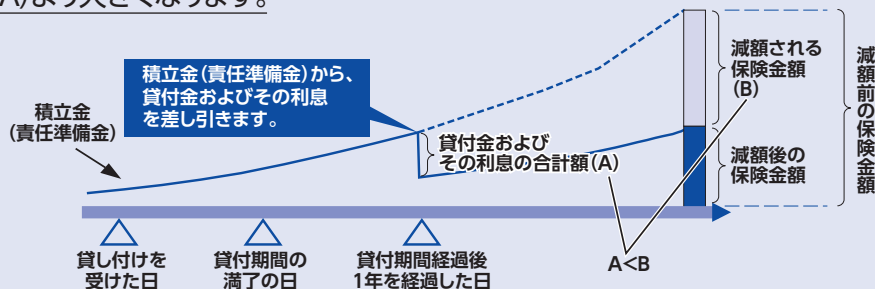 A)より大きくなります。
積立金(責任準備金)から、
貸付金およびその利息
を差し引きます。
積立金
(責任準備金)
貸付金および
その利息の合計額(A)
減額される
保険金額
(B)
減額後の
保険金額
減額前の保険金額
貸し付けを
受けた日
貸付期間の
満了の日
貸付期間経過後
1年を経過した日
A<B